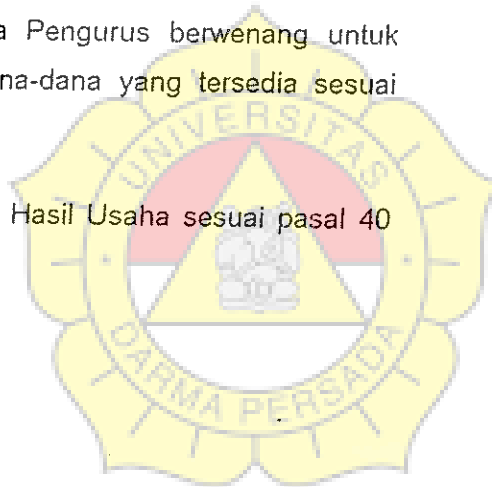 a Pengurus berwenang untuk
na-dana yang tersedia sesuai
UNIVERSITAS
Hasil Usaha sesuai pasal 40
DARMA PERSADA